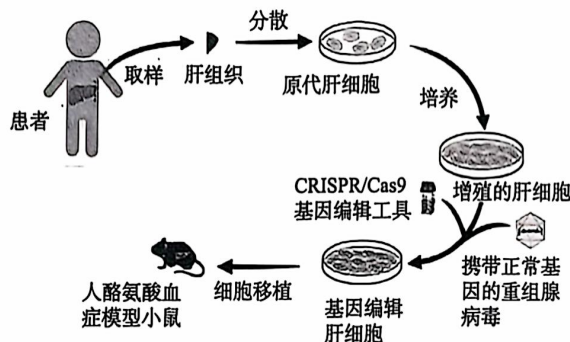 分散
取样
肝组织
原代肝细胞
患者
培养
CRISPR/Cas9
基因编辑工具
增殖的肝细胞
人酪氨酸血
症模型小鼠
细胞移植
基因编辑
肝细胞
携带正常基
因的重组腺
病毒